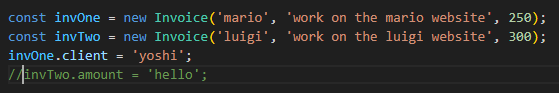 const invOne = new Invoice('mario', 'work on the mario website', 250);
const invTwo = new Invoice('luigi', 'work on the luigi website', 300);
invOne.client = 'yoshi';
//invTwo.amount = 'hello';